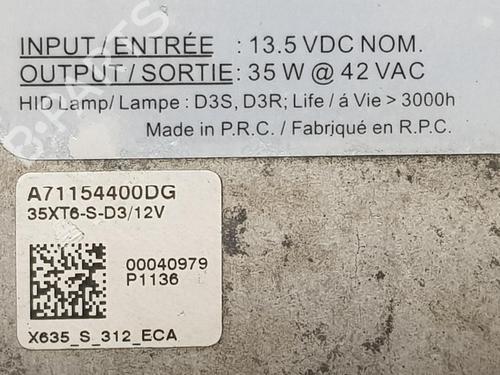 INPUT / ENTRÉE : 13.5 VDC NOM.
OUTPUT / SORTIE: 35 W @ 42 VAC
HID Lamp/ Lampe : D3S, D3R; Life / á Vie > 3000h
Made in P.R.C. / Fabriqué en R.P.C.
A71154400DG
35XT6-S-D3/12V
00040979
P1136
X635_S_312_ECA
B-PARTS